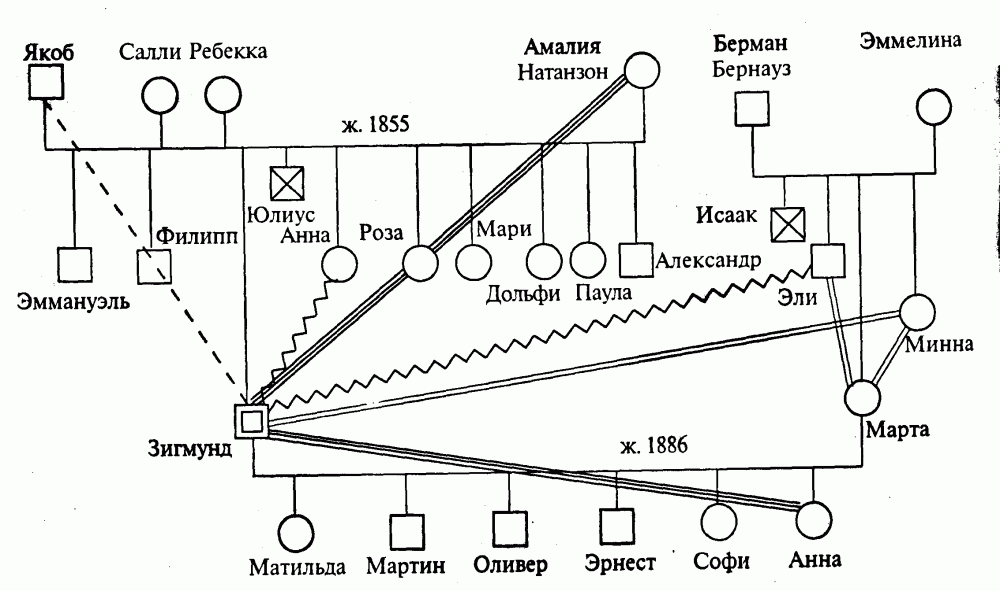 Якоб
Салли Ребекка
Амалия
Натанзон
Берман
Бернауз
Эммелина
ж. 1855
Юлиус
Исаак
Филипп
Анна
Роза
Мари
Александр
Эммануэль
Дольфи
Паула
Эли
Минна
Марта
Зигмунд
ж. 1886
Матильда
Мартин
Оливер
Эрнест
Софи
Анна